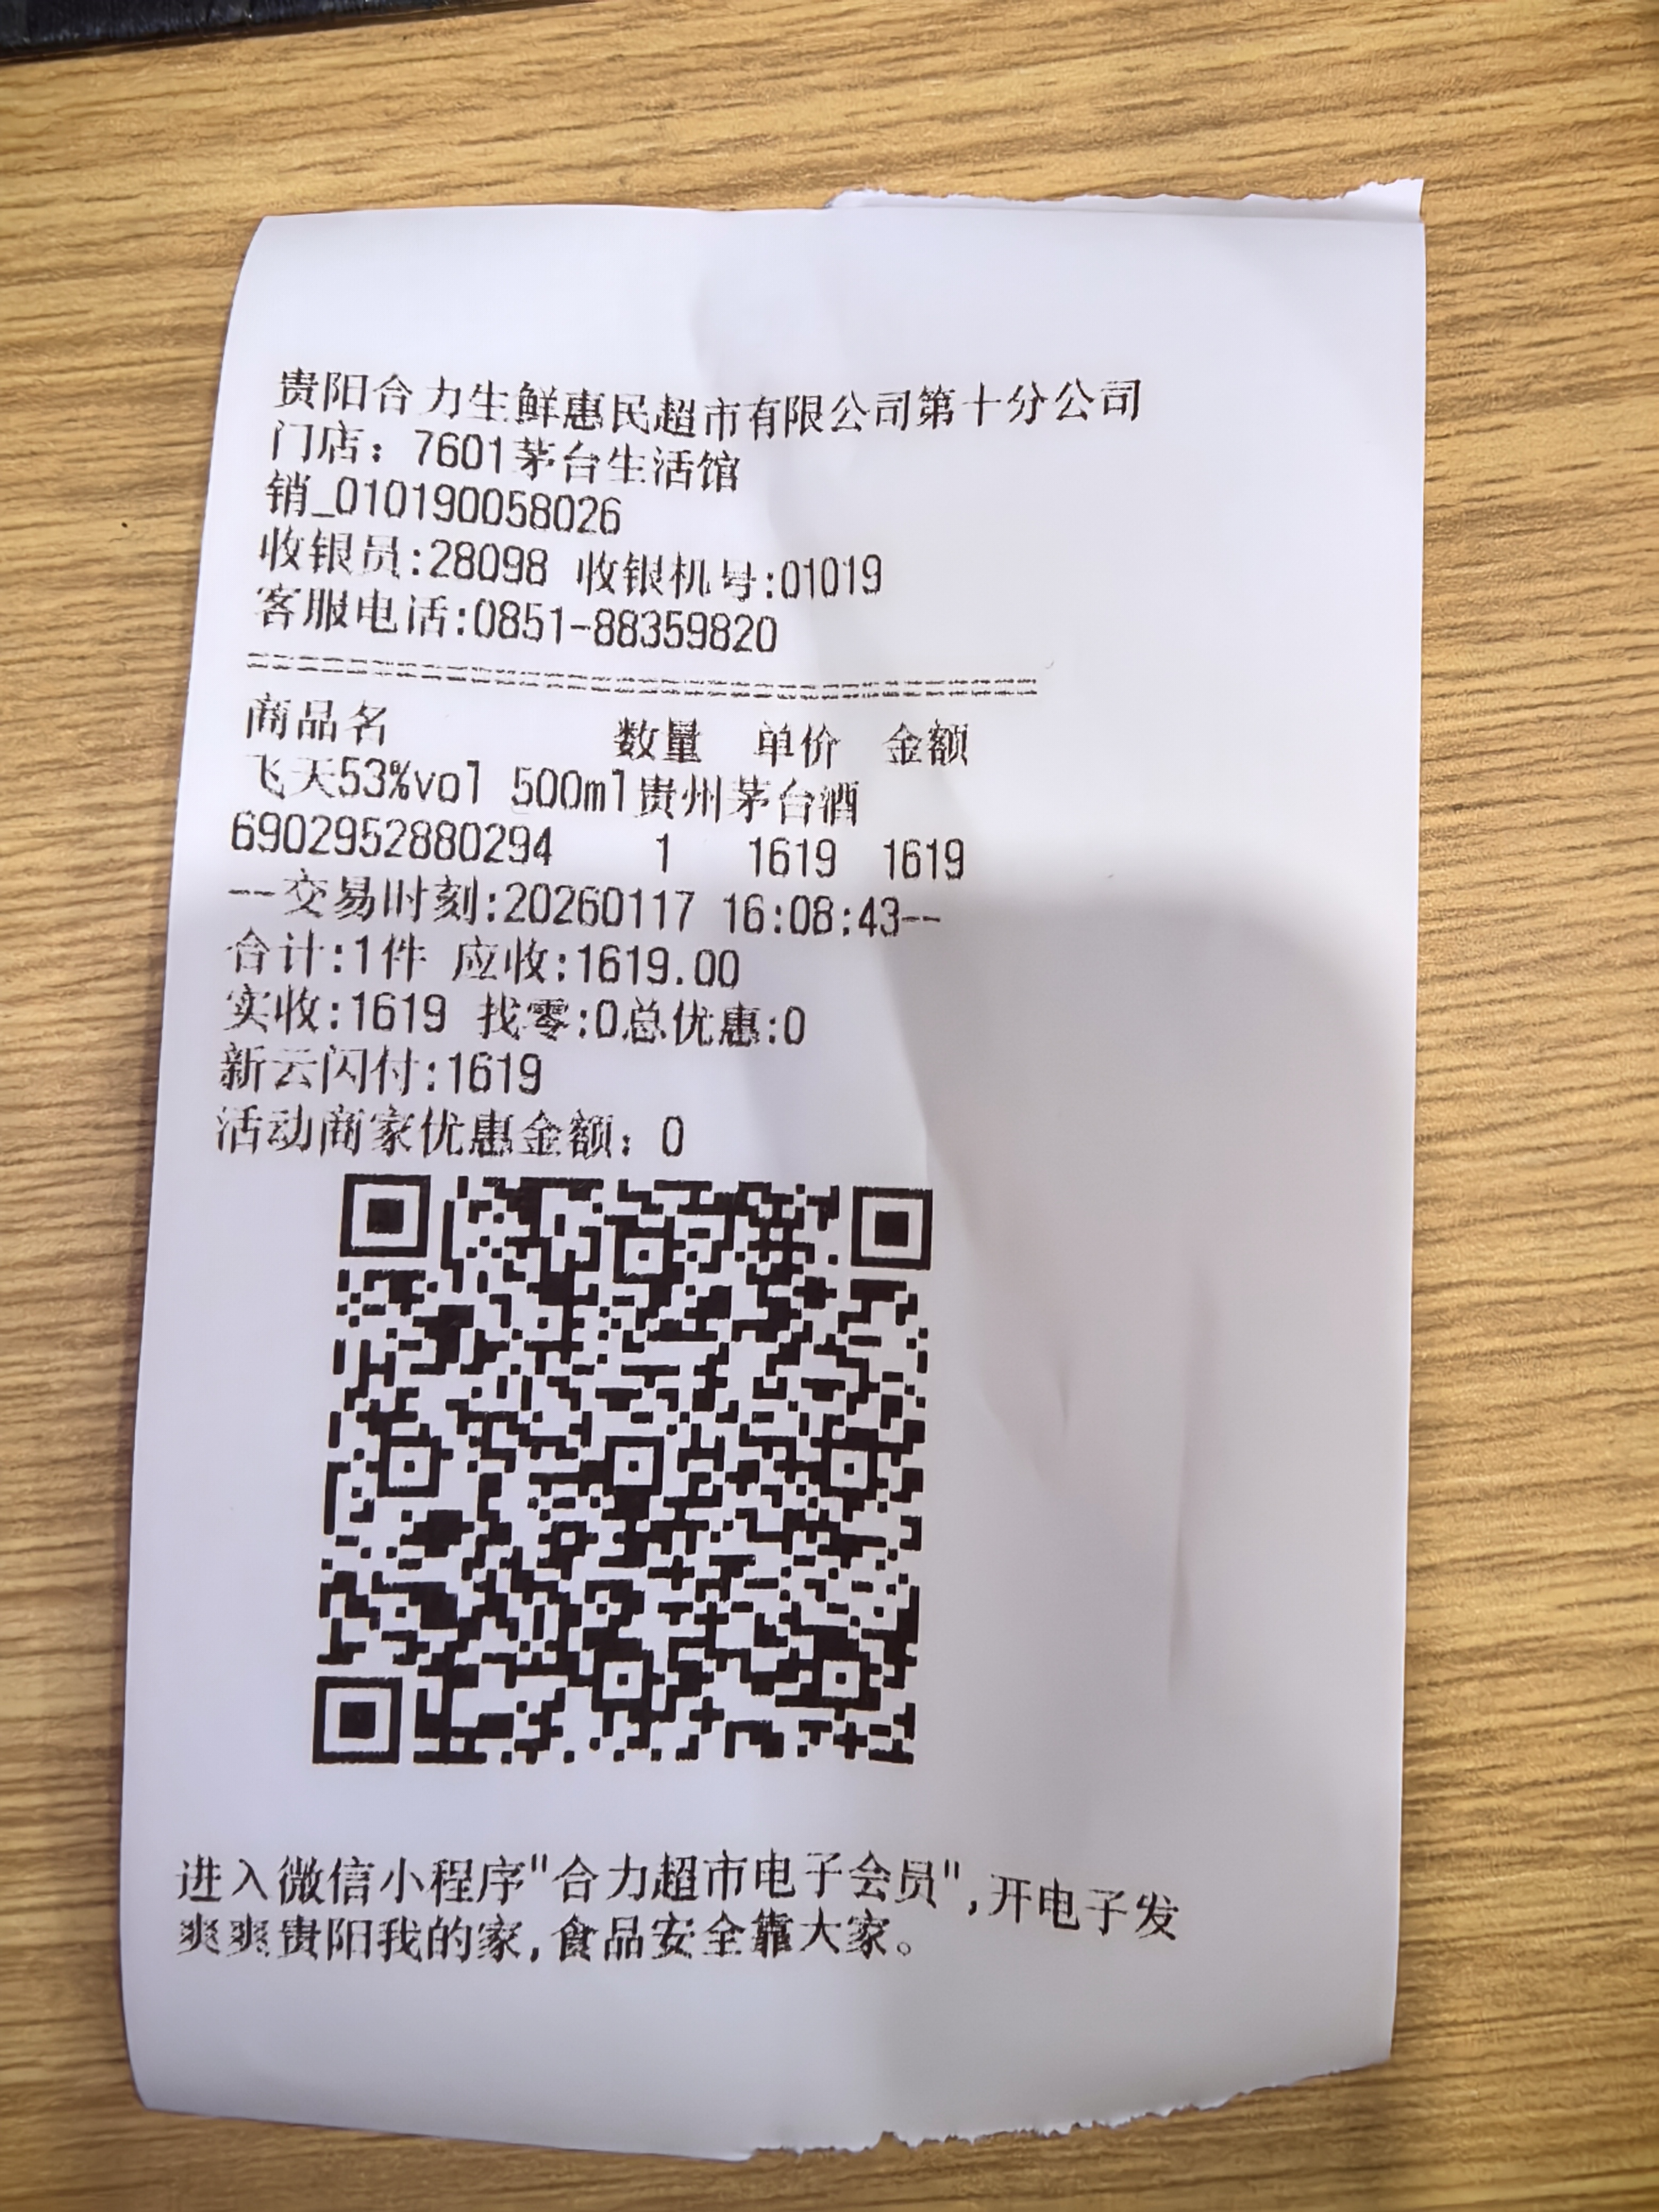 贵阳合力生鲜惠民超市有限公司第十分公司
门店：7601茅台生活馆
销_010190058026
收银员:28098 收银机号:01019
客服电话:0851-88359820
商品名 数量 单价 金额
飞天53%vol 500ml贵州茅台酒
6902952880294 1 1619 1619
--交易时刻:20260117 16:08:43--
合计:1件 应收:1619.00
实收:1619 找零:0总优惠:0
新云闪付:1619
活动商家优惠金额：0
进入微信小程序"合力超市电子会员",开电子发
爽爽贵阳我的家,食品安全靠大家。